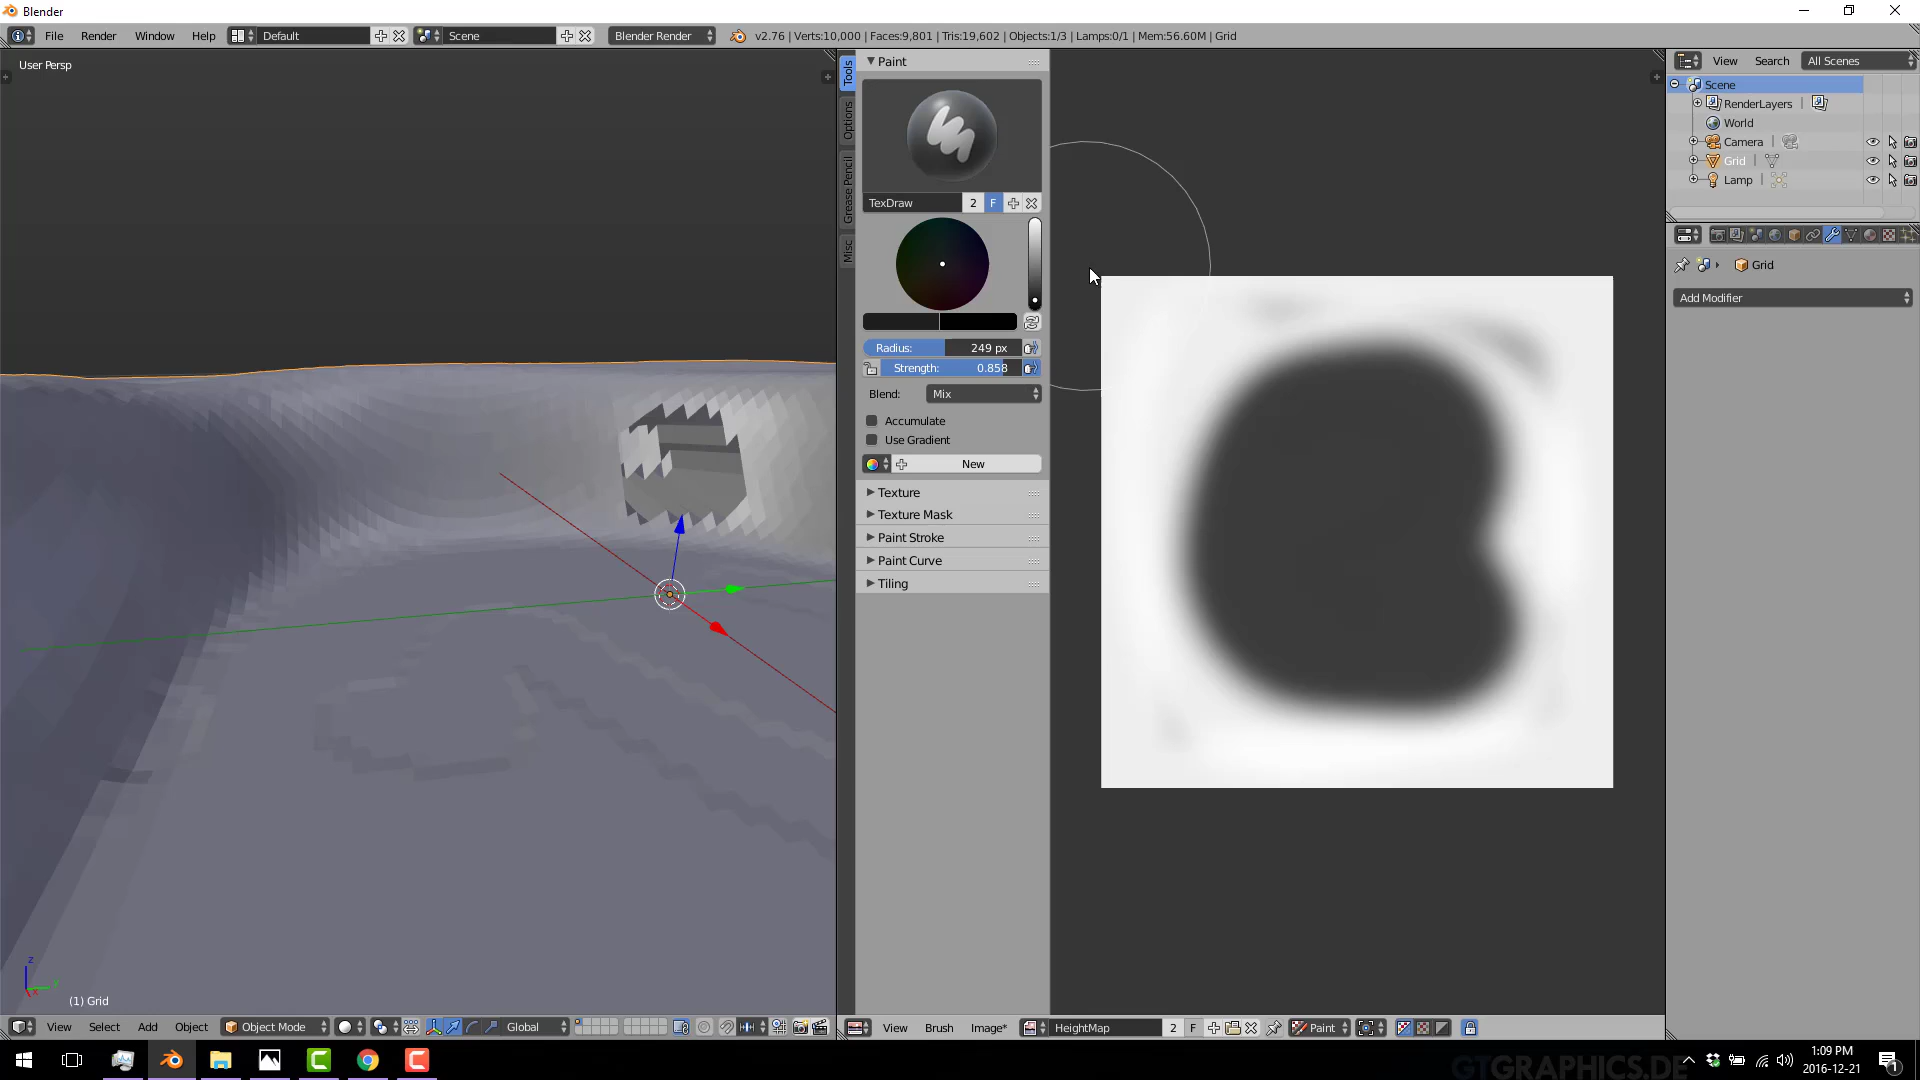 Blender
File Render Window Help Default Scene Blender Render v2.76 | Verts:10,000 | Faces:9,801 | Tris:19,602 | Objects:1/3 | Lamps:0/1 | Mem:56.60M | Grid
User Persp
Tools
Options
Grease Pencil
Misc
Paint
TexDraw 2 F
Radius: 249 px
Strength: 0.858
Blend: Mix
Accumulate
Use Gradient
New
Texture
Texture Mask
Paint Stroke
Paint Curve
Tiling
View Search All Scenes
Scene
RenderLayers
World
Camera
Grid
Lamp
Grid
Add Modifier
z
(1) Grid
View Select Add Object Object Mode Global
View Brush Image* HeightMap 2 F Paint
GTGRAPHICS.DE
1:09 PM
2016-12-21
1